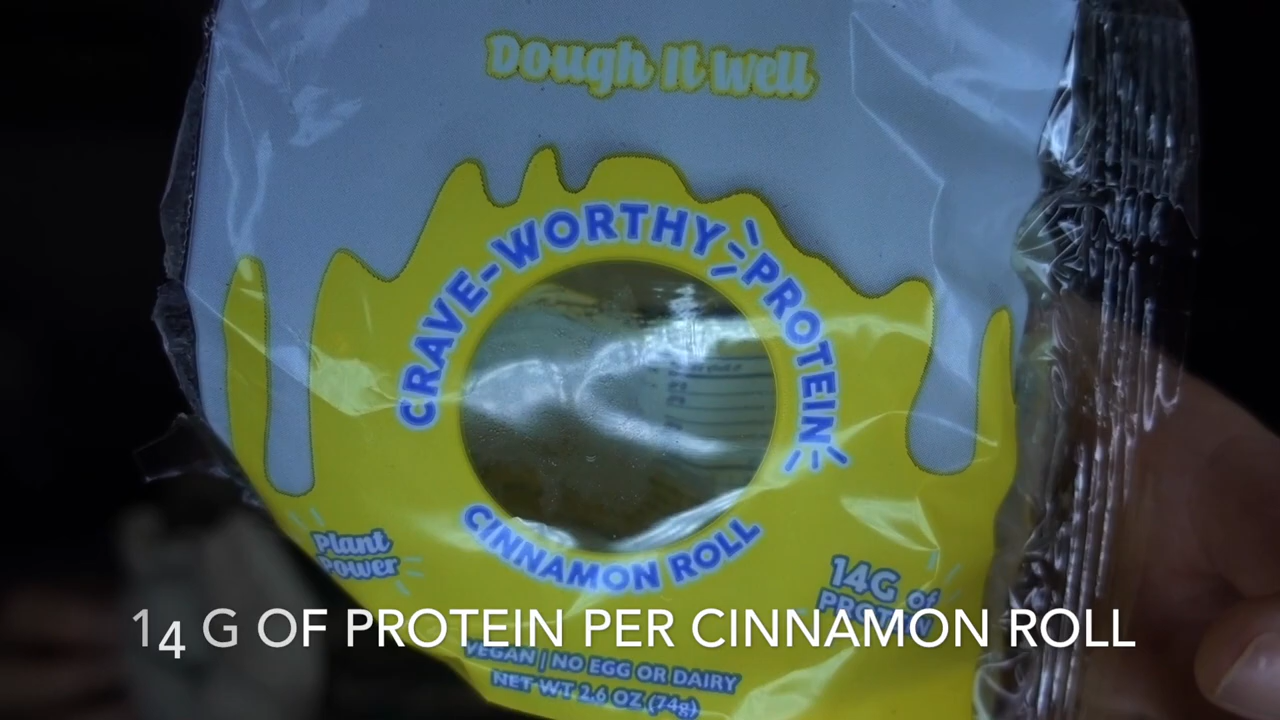 Dough It Well
CRAVE-WORTHY PROTEIN
CINNAMON ROLL
Plant
Power
14G of
PROTEIN
14 G OF PROTEIN PER CINNAMON ROLL
VEGAN | NO EGG OR DAIRY
NET WT 2.6 OZ (74g)